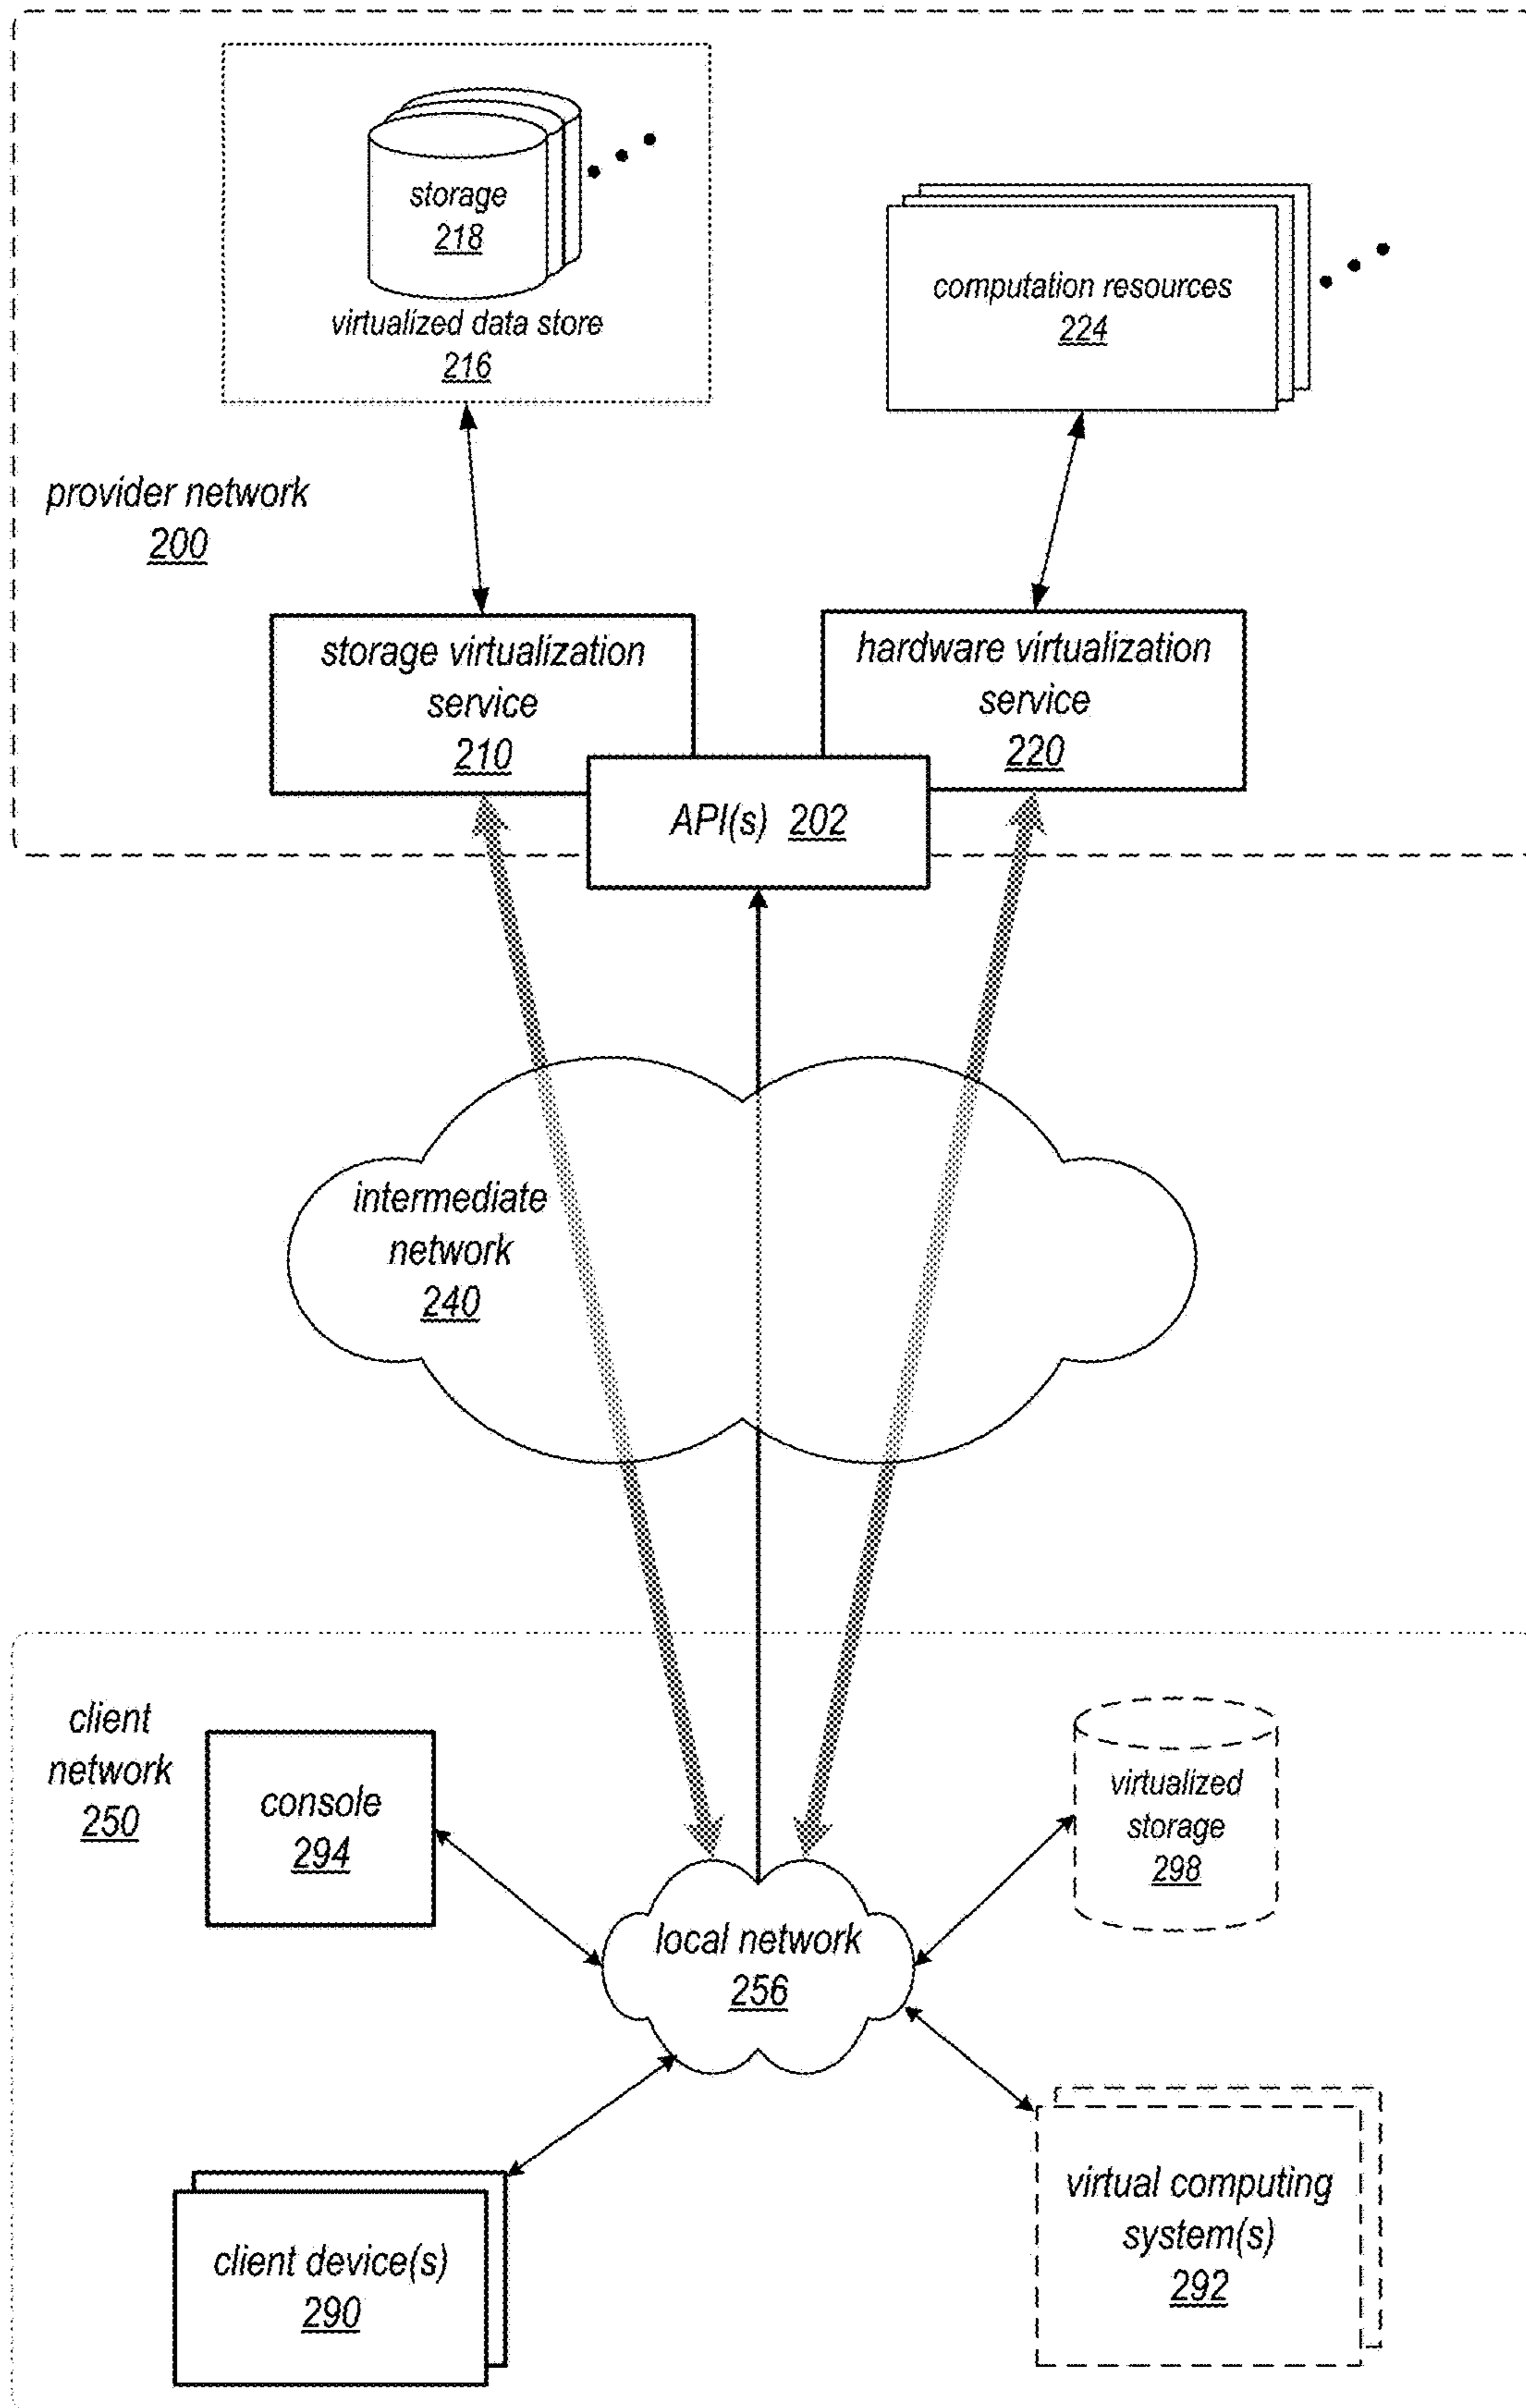 storage
218
virtualized data store
216
computation resources
224
provider network
200
storage virtualization
service
210
hardware virtualization
service
220
API(s) 202
intermediate
network
240
client
network
250
console
294
virtualized
storage
298
local network
256
client device(s)
290
virtual computing
system(s)
292